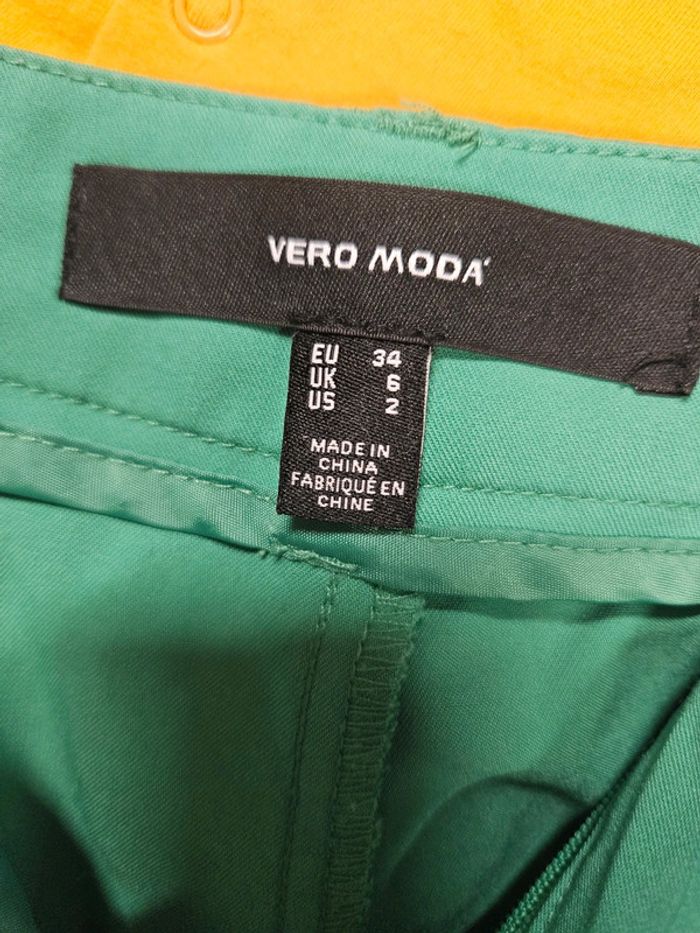 VERO MODA
EU 34
UK 6
US 2
MADE IN
CHINA
FABRIQUÉ EN
CHINE